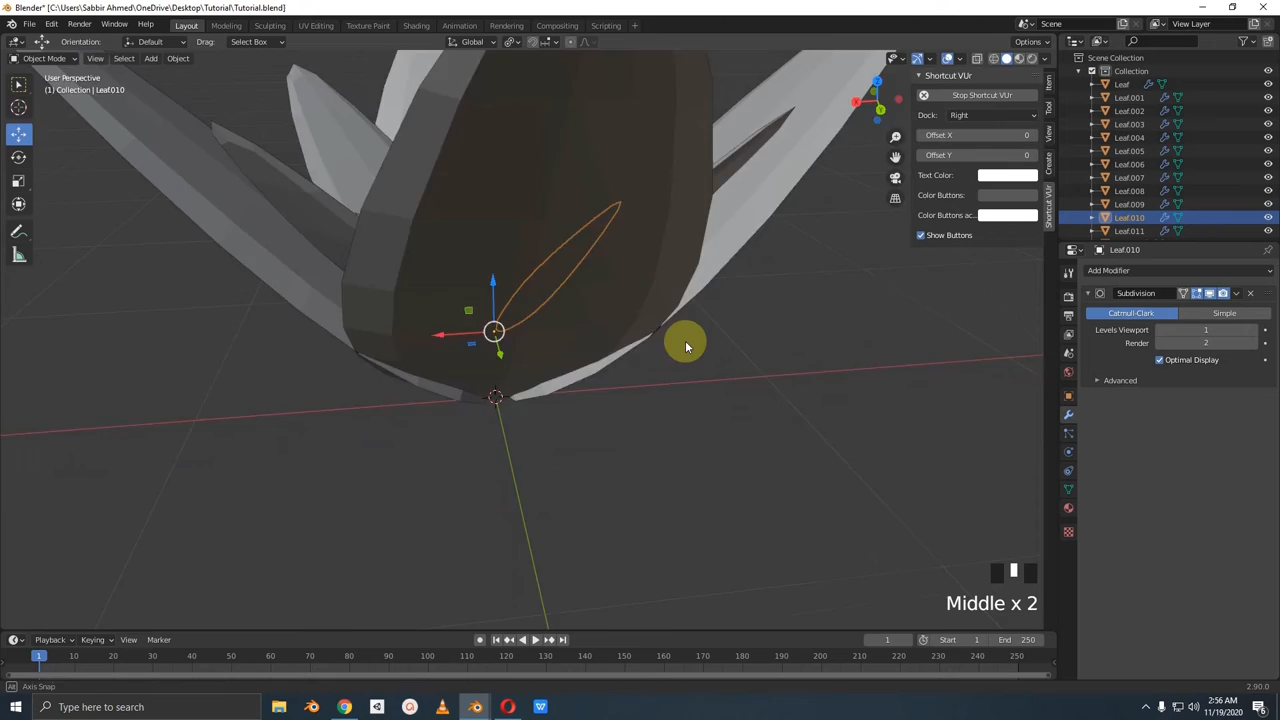 Blender* [C:\Users\Sabbir Ahmed\OneDrive\Desktop\Tutorial\Tutorial.blend]
File Edit Render Window Help Layout Modeling Sculpting UV Editing Texture Paint Shading Animation Rendering Compositing Scripting Scene View Layer
Orientation: Default Drag: Select Box Global Options
Object Mode View Select Add Object
User Perspective
(1) Collection | Leaf.010
Shortcut VUr
Stop Shortcut VUr
Dock: Right
Offset X 0
Offset Y 0
Text Color:
Color Buttons:
Color Buttons ac...
Show Buttons
Item
Tool
View
Create
Shortcut VUr
X
Y
Z
Scene Collection
Collection
Leaf
Leaf.001
Leaf.002
Leaf.003
Leaf.004
Leaf.005
Leaf.006
Leaf.007
Leaf.008
Leaf.009
Leaf.010
Leaf.011
Leaf.010
Add Modifier
Subdivision
Catmull-Clark Simple
Levels Viewport 1
Render 2
Optimal Display
Advanced
Middle x 2
Playback Keying View Marker 1 Start 1 End 250
1 10 20 30 40 50 60 70 80 90 100 110 120 130 140 150 160 170 180 190 200 210 220 230 240 250
Alt Axis Snap 2.90.0
Type here to search
2:56 AM
11/19/2020
6